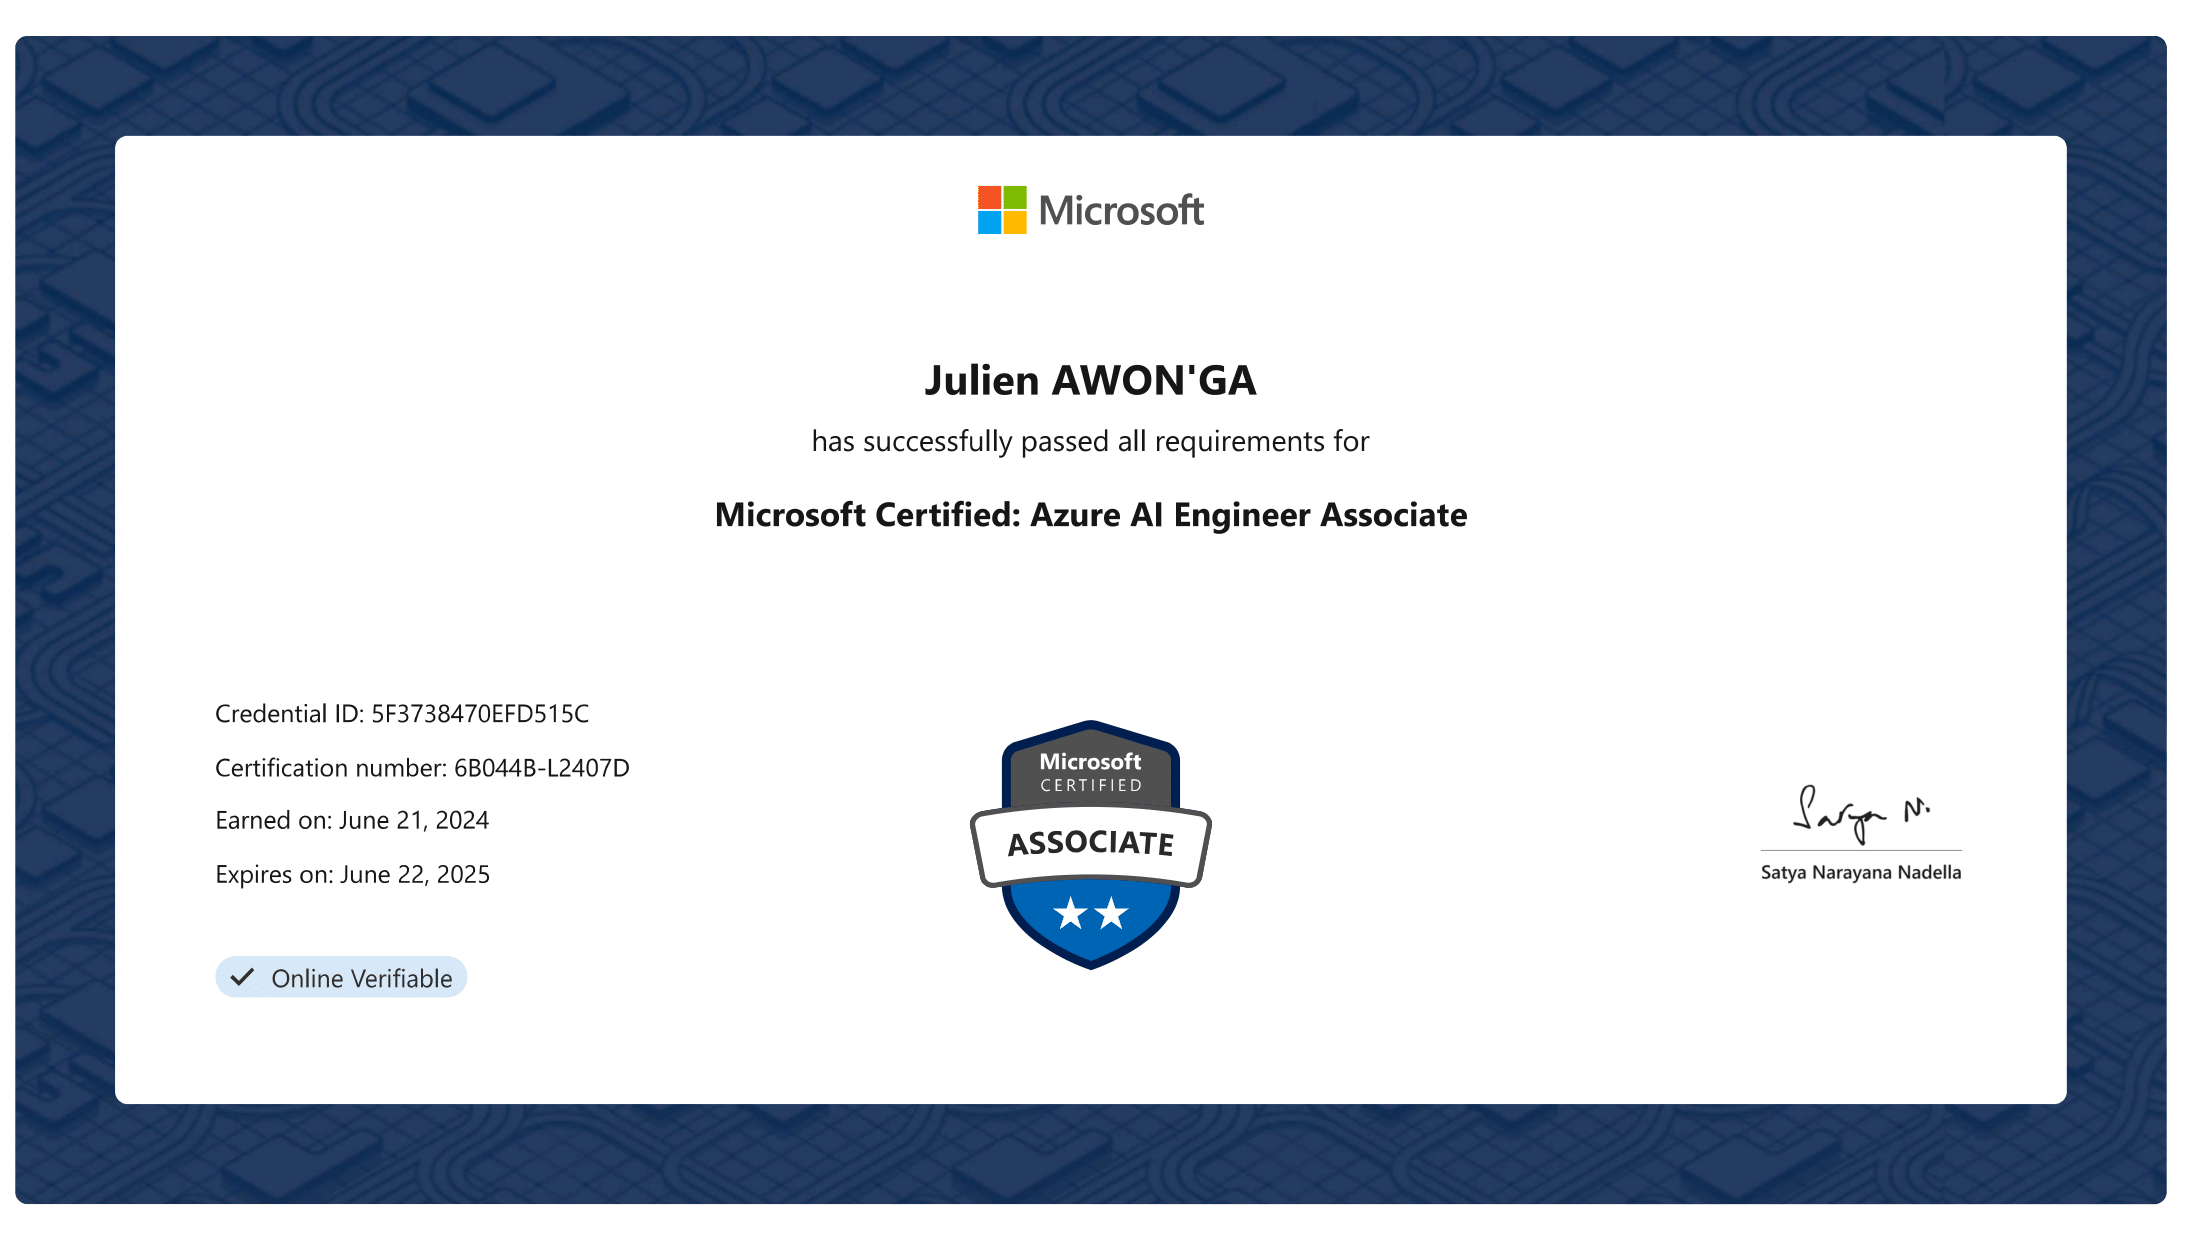 Microsoft
Julien AWON'GA
has successfully passed all requirements for
Microsoft Certified: Azure AI Engineer Associate
Credential ID: 5F3738470EFD515C
Certification number: 6B044B-L2407D
Earned on: June 21, 2024
Expires on: June 22, 2025
Online Verifiable
Microsoft
CERTIFIED
ASSOCIATE
Satya N.
Satya Narayana Nadella